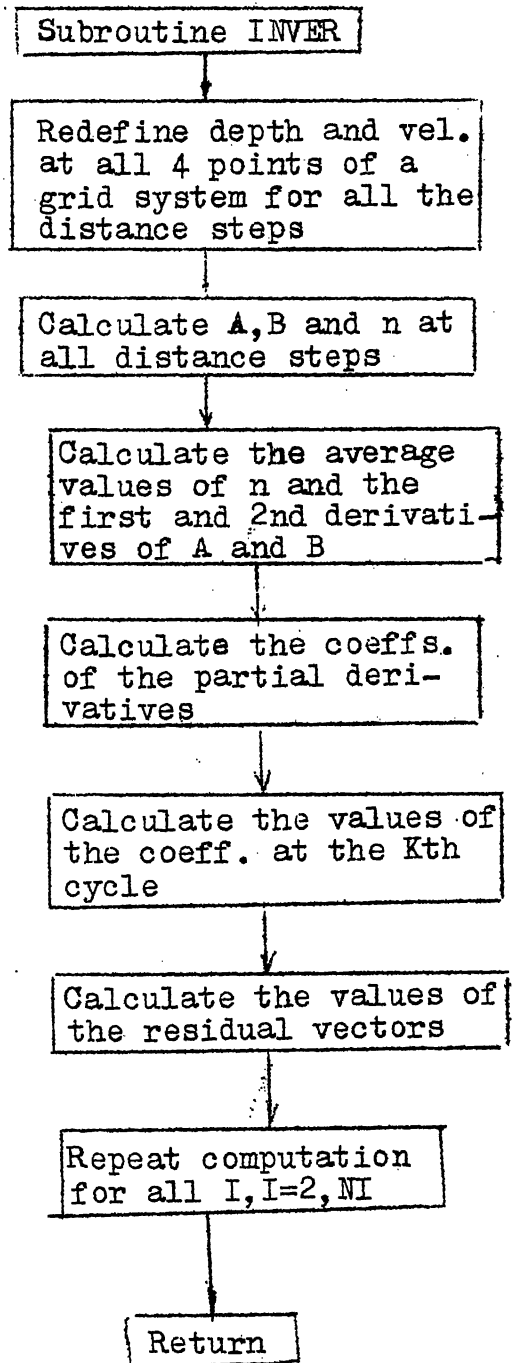 Subroutine INVER
Redefine depth and vel.
at all 4 points of a
grid system for all the
distance steps
Calculate A,B and n at
all distance steps
Calculate the average
values of n and the
first and 2nd derivati-
ves of A and B
Calculate the coeffs.
of the partial deri-
vatives
Calculate the values of
the coeff. at the Kth
cycle
Calculate the values of
the residual vectors
Repeat computation
for all I,I=2,NI
Return